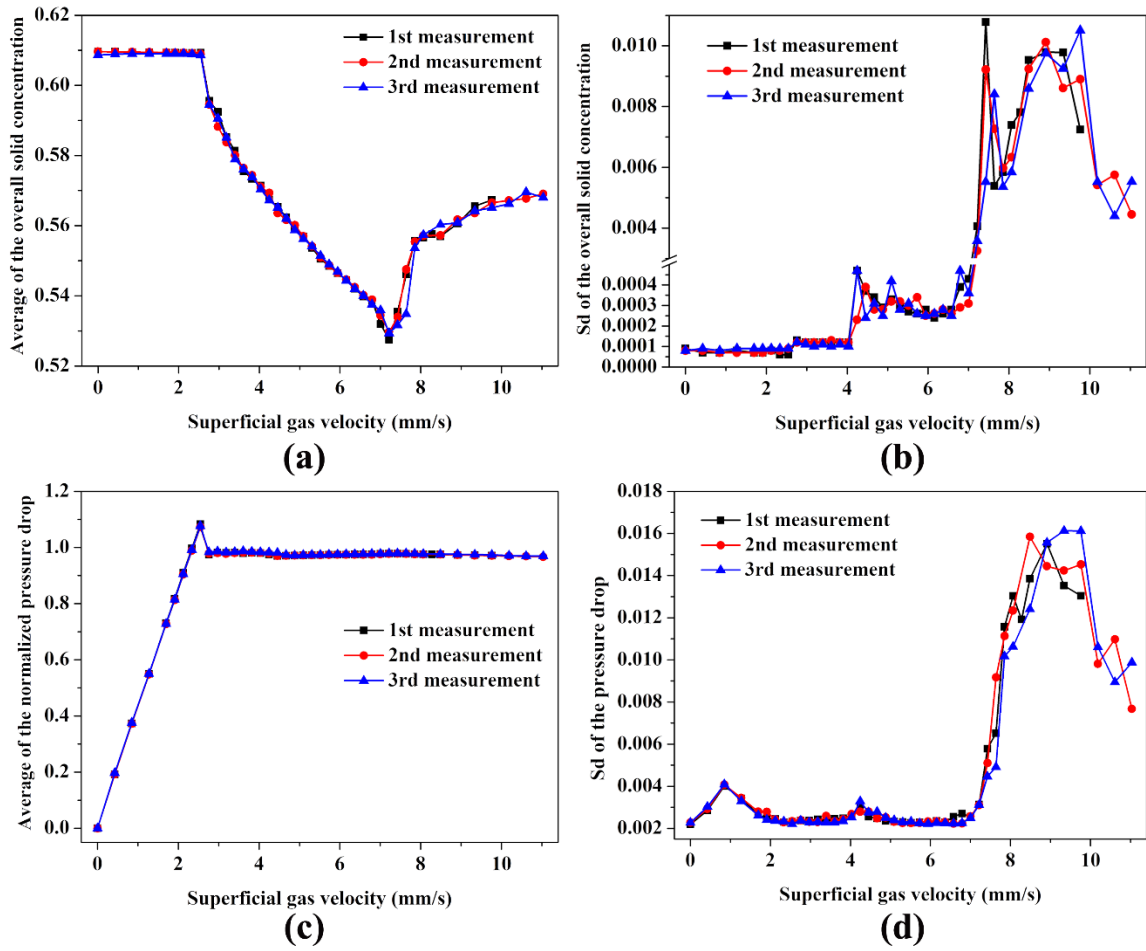 0.62
0.60
0.58
0.56
0.54
0.52
Average of the overall solid concentration
1st measurement
2nd measurement
3rd measurement
0 2 4 6 8 10
Superficial gas velocity (mm/s)
(a)
0.010
0.008
0.006
0.004
0.0004
0.0003
0.0002
0.0001
0.0000
Sd of the overall solid concentration
1st measurement
2nd measurement
3rd measurement
0 2 4 6 8 10
Superficial gas velocity (mm/s)
(b)
1.2
1.0
0.8
0.6
0.4
0.2
0.0
Average of the normalized pressure drop
1st measurement
2nd measurement
3rd measurement
0 2 4 6 8 10
Superficial gas velocity (mm/s)
(c)
0.018
0.016
0.014
0.012
0.010
0.008
0.006
0.004
0.002
Sd of the pressure drop
1st measurement
2nd measurement
3rd measurement
0 2 4 6 8 10
Superficial gas velocity (mm/s)
(d)